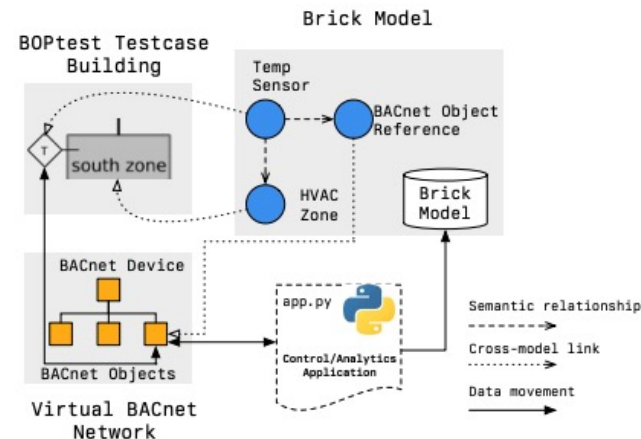 Brick Model
BOPtest Testcase
Building
Temp
Sensor
BACnet Object
Reference
T
south zone
HVAC
Zone
Brick
Model
BACnet Device
BACnet Objects
app.py
Control/Analytics
Application
Semantic relationship
Cross-model link
Data movement
Virtual BACnet
Network